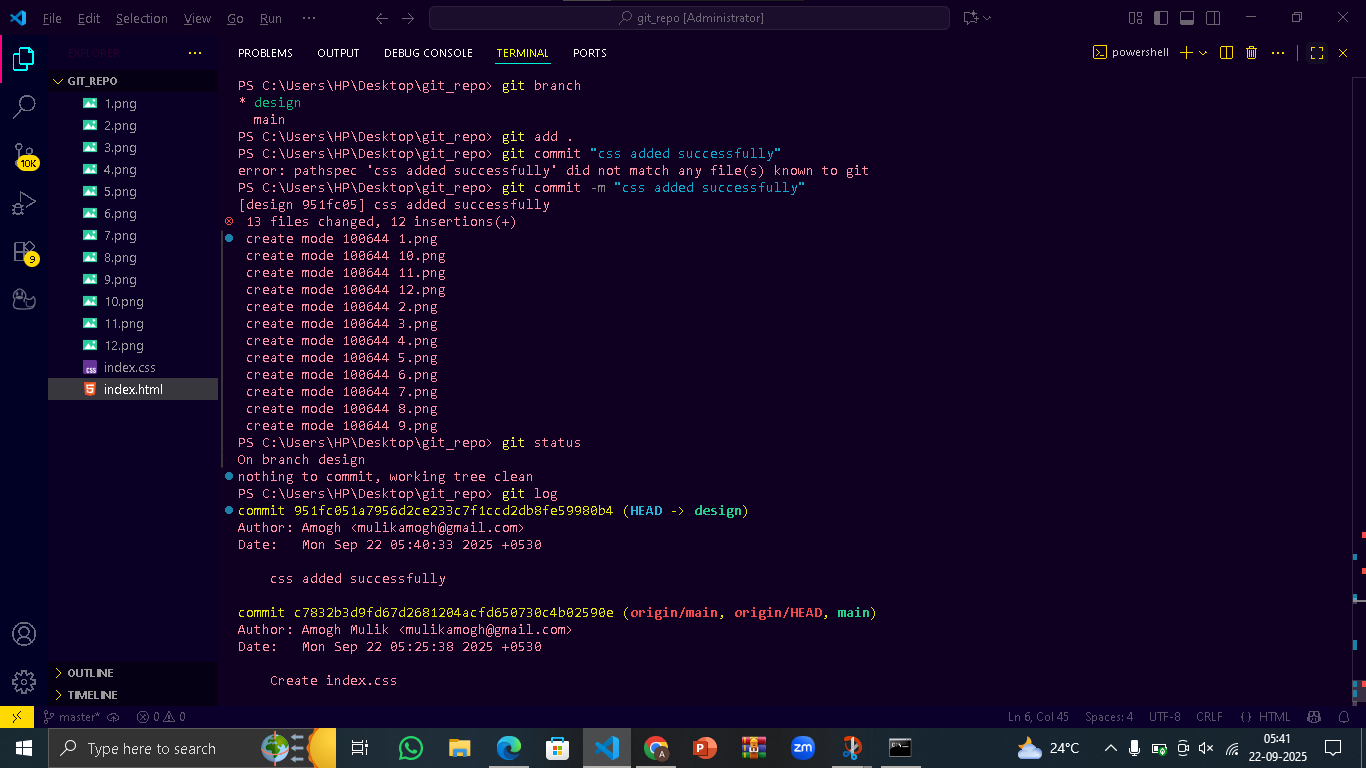 File Edit Selection View Go Run ··· git_repo [Administrator]
EXPLORER ···
PROBLEMS OUTPUT DEBUG CONSOLE TERMINAL PORTS powershell
GIT_REPO
1.png
2.png
3.png
4.png
5.png
6.png
7.png
8.png
9.png
10.png
11.png
12.png
index.css
index.html
OUTLINE
TIMELINE
10K
9
PS C:\Users\HP\Desktop\git_repo> git branch
* design
main
PS C:\Users\HP\Desktop\git_repo> git add .
PS C:\Users\HP\Desktop\git_repo> git commit "css added successfully"
error: pathspec 'css added successfully' did not match any file(s) known to git
PS C:\Users\HP\Desktop\git_repo> git commit -m "css added successfully"
[design 951fc05] css added successfully
13 files changed, 12 insertions(+)
create mode 100644 1.png
create mode 100644 10.png
create mode 100644 11.png
create mode 100644 12.png
create mode 100644 2.png
create mode 100644 3.png
create mode 100644 4.png
create mode 100644 5.png
create mode 100644 6.png
create mode 100644 7.png
create mode 100644 8.png
create mode 100644 9.png
PS C:\Users\HP\Desktop\git_repo> git status
On branch design
nothing to commit, working tree clean
PS C:\Users\HP\Desktop\git_repo> git log
commit 951fc051a7956d2ce233c7f1ccd2db8fe59980b4 (HEAD -> design)
Author: Amogh <mulikamogh@gmail.com>
Date: Mon Sep 22 05:40:33 2025 +0530
css added successfully
commit c7832b3d9fd67d2681204acfd650730c4b02590e (origin/main, origin/HEAD, main)
Author: Amogh Mulik <mulikamogh@gmail.com>
Date: Mon Sep 22 05:25:38 2025 +0530
Create index.css
master* 0 0 Ln 6, Col 45 Spaces: 4 UTF-8 CRLF {} HTML
Type here to search zm 24°C 05:41
22-09-2025